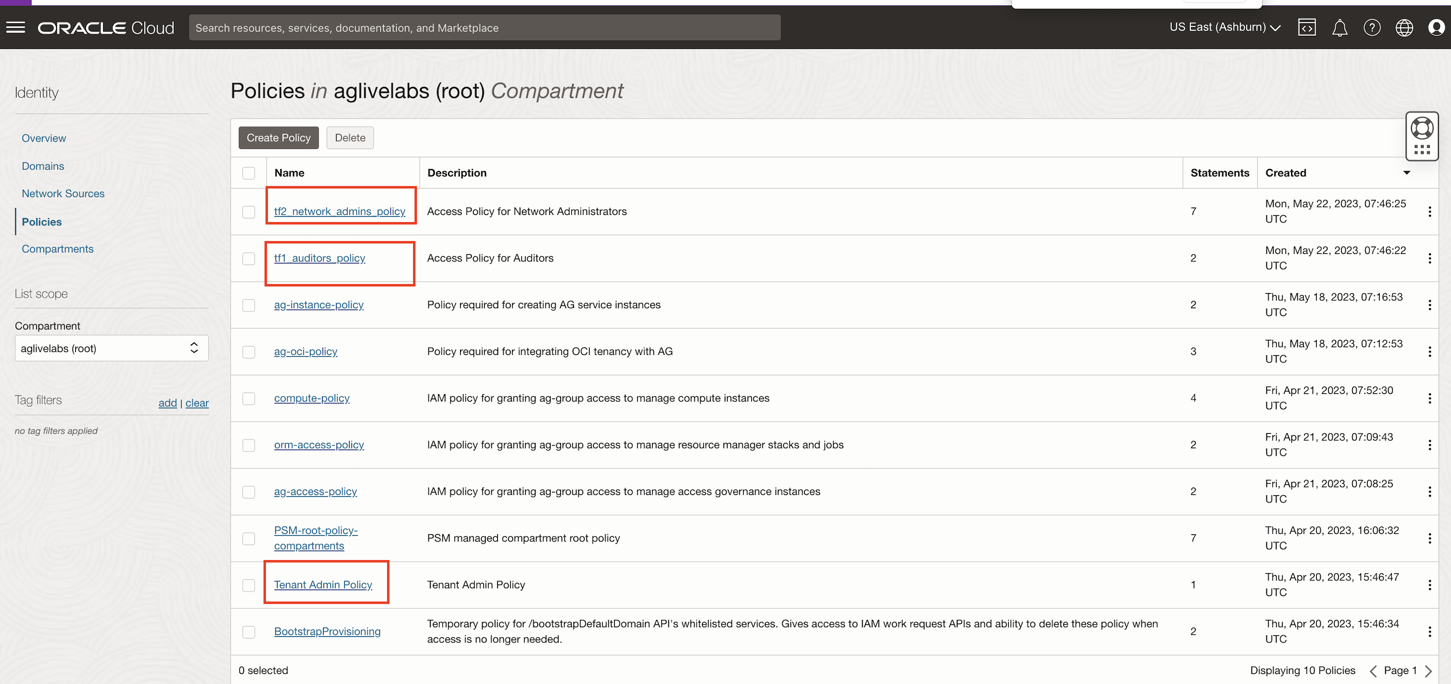 ORACLE Cloud
Search resources, services, documentation, and Marketplace
US East (Ashburn)
Identity
Overview
Domains
Network Sources
Policies
Compartments
List scope
Compartment
aglivelabs (root)
Tag filters
add | clear
no tag filters applied
Policies in aglivelabs (root) Compartment
Create Policy Delete
Name Description Statements Created
tf2_network_admins_policy Access Policy for Network Administrators 7 Mon, May 22, 2023, 07:46:25
UTC
tf1_auditors_policy Access Policy for Auditors 2 Mon, May 22, 2023, 07:46:22
UTC
ag-instance-policy Policy required for creating AG service instances 2 Thu, May 18, 2023, 07:16:53
UTC
ag-oci-policy Policy required for integrating OCI tenancy with AG 3 Thu, May 18, 2023, 07:12:53
UTC
compute-policy IAM policy for granting ag-group access to manage compute instances 4 Fri, Apr 21, 2023, 07:52:30
UTC
orm-access-policy IAM policy for granting ag-group access to manage resource manager stacks and jobs 2 Fri, Apr 21, 2023, 07:09:43
UTC
ag-access-policy IAM policy for granting ag-group access to manage access governance instances 2 Fri, Apr 21, 2023, 07:08:25
UTC
PSM-root-policy-
compartments PSM managed compartment root policy 7 Thu, Apr 20, 2023, 16:06:32
UTC
Tenant Admin Policy Tenant Admin Policy 1 Thu, Apr 20, 2023, 15:46:47
UTC
BootstrapProvisioning Temporary policy for /bootstrapDefaultDomain API's whitelisted services. Gives access to IAM work request APIs and ability to delete these policy when
access is no longer needed. 2 Thu, Apr 20, 2023, 15:46:34
UTC
0 selected Displaying 10 Policies Page 1